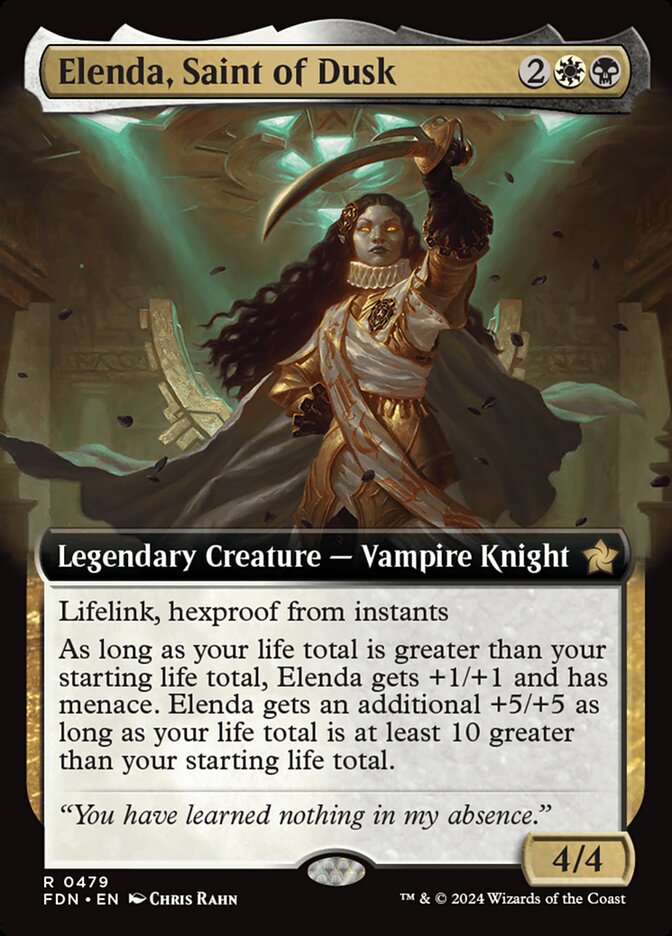 Elenda, Saint of Dusk 2
Legendary Creature — Vampire Knight
Lifelink, hexproof from instants
As long as your life total is greater than your
starting life total, Elenda gets +1/+1 and has
menace. Elenda gets an additional +5/+5 as
long as your life total is at least 10 greater
than your starting life total.
“You have learned nothing in my absence.”
4/4
R 0479
FDN • EN Chris Rahn
™ & © 2024 Wizards of the Coast